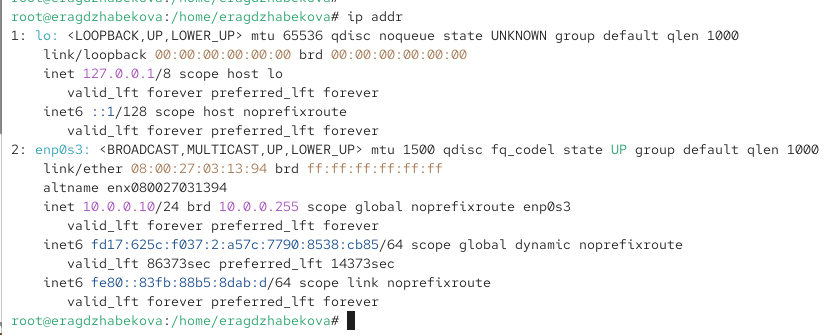 root@eragdzhabekova:/home/eragdzhabekova# ip addr
1: lo: <LOOPBACK,UP,LOWER_UP> mtu 65536 qdisc noqueue state UNKNOWN group default qlen 1000
    link/loopback 00:00:00:00:00:00 brd 00:00:00:00:00:00
    inet 127.0.0.1/8 scope host lo
       valid_lft forever preferred_lft forever
    inet6 ::1/128 scope host noprefixroute
       valid_lft forever preferred_lft forever
2: enp0s3: <BROADCAST,MULTICAST,UP,LOWER_UP> mtu 1500 qdisc fq_codel state UP group default qlen 1000
    link/ether 08:00:27:03:13:94 brd ff:ff:ff:ff:ff:ff
    altname enx080027031394
    inet 10.0.0.10/24 brd 10.0.0.255 scope global noprefixroute enp0s3
       valid_lft forever preferred_lft forever
    inet6 fd17:625c:f037:2:a57c:7790:8538:cb85/64 scope global dynamic noprefixroute
       valid_lft 86373sec preferred_lft 14373sec
    inet6 fe80::83fb:88b5:8dab:d/64 scope link noprefixroute
       valid_lft forever preferred_lft forever
root@eragdzhabekova:/home/eragdzhabekova#